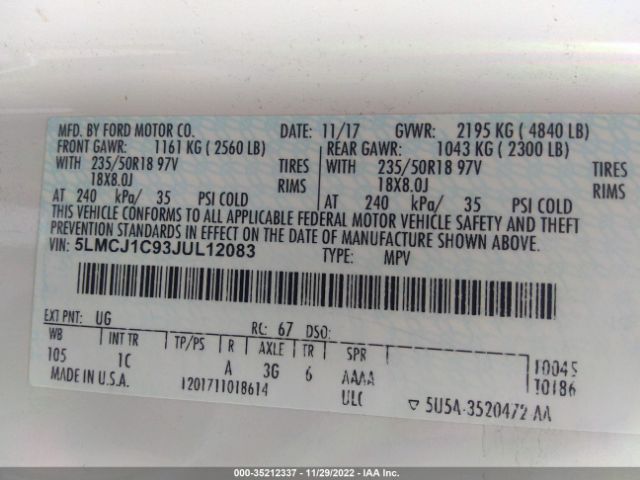 MFD. BY FORD MOTOR CO. DATE: 11/17 GVWR: 2195 KG ( 4840 LB)
FRONT GAWR: 1161 KG ( 2560 LB) REAR GAWR: 1043 KG ( 2300 LB)
WITH 235/50R18 97V TIRES WITH 235/50R18 97V TIRES
18X8.0J RIMS 18X8.0J RIMS
AT 240 kPa/ 35 PSI COLD AT 240 kPa/ 35 PSI COLD
THIS VEHICLE CONFORMS TO ALL APPLICABLE FEDERAL MOTOR VEHICLE SAFETY AND THEFT
PREVENTION STANDARDS IN EFFECT ON THE DATE OF MANUFACTURE SHOWN ABOVE.
VIN: 5LMCJ1C93JUL12083 TYPE: MPV
EXT PNT: UG RC: 67 DSO:
WB INT TR TP/PS R AXLE TR SPR
105 1C A 3G 6 AAAA 10045
ULC T0186
MADE IN U.S.A. 1201711018614 ▽ 5U5A-3520472 AA
000-35212337 - 11/29/2022 - IAA Inc.